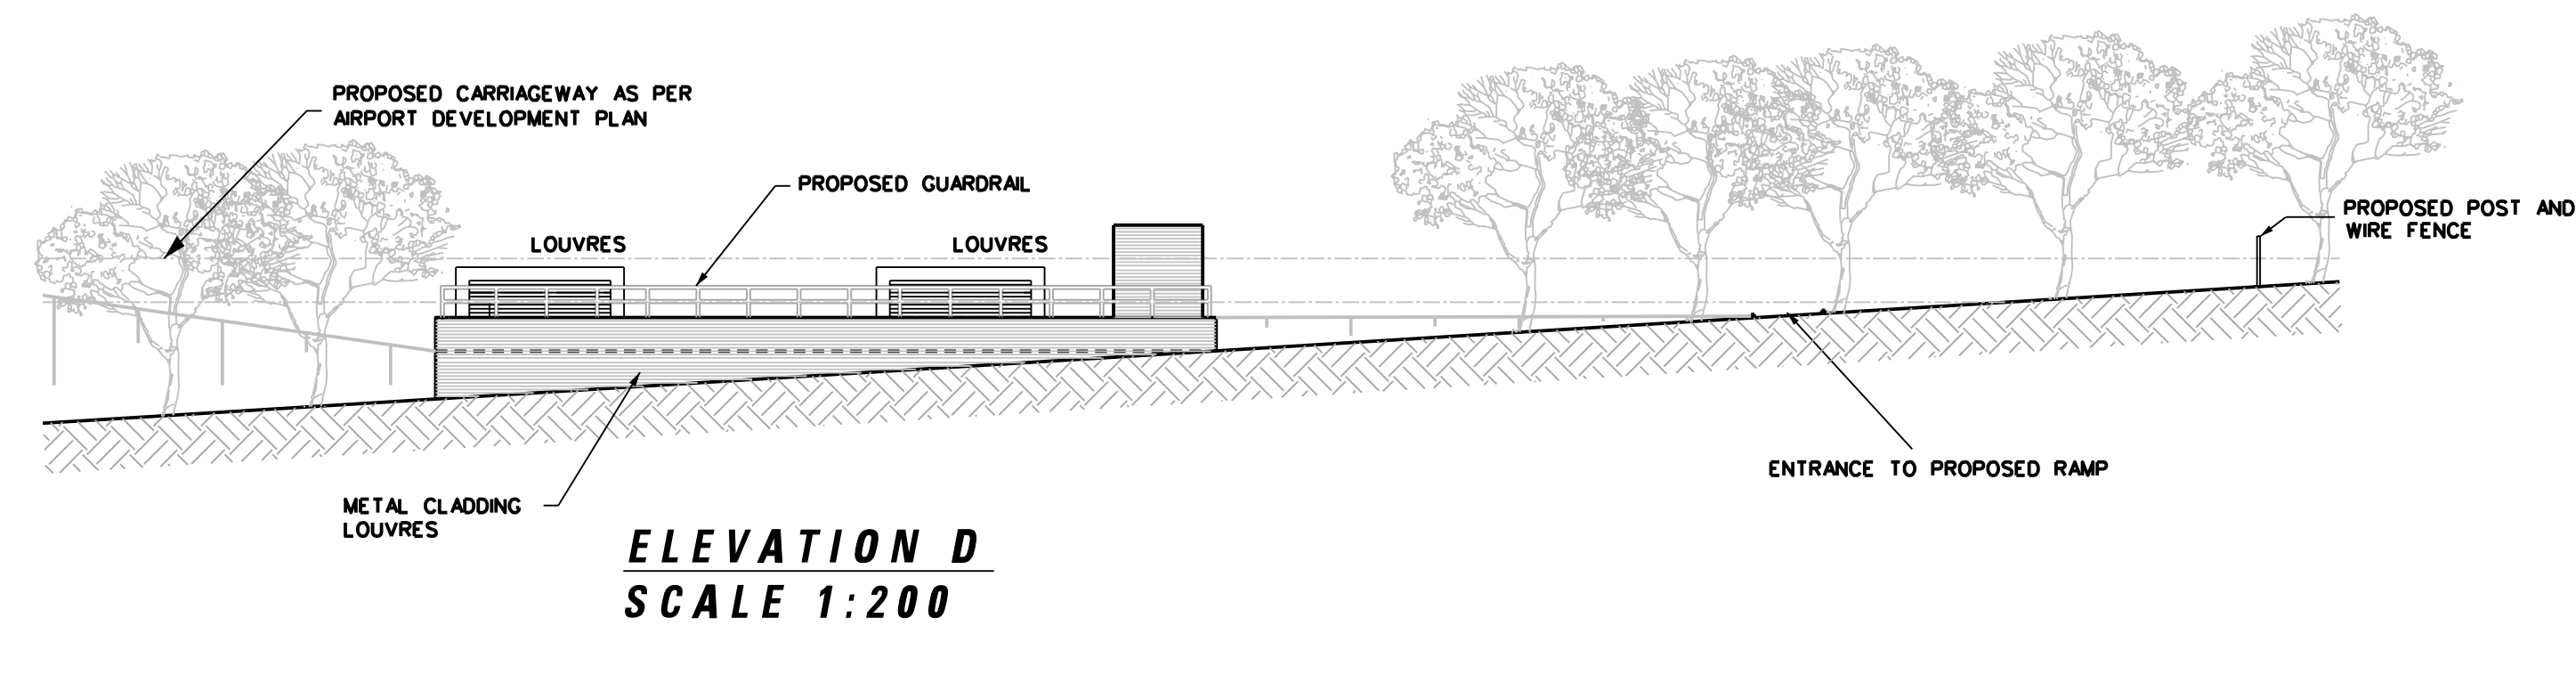 PROPOSED CARRIAGEWAY AS PER
AIRPORT DEVELOPMENT PLAN
PROPOSED GUARDRAIL
LOUVRES
LOUVRES
PROPOSED POST AND
WIRE FENCE
ENTRANCE TO PROPOSED RAMP
METAL CLADDING
LOUVRES
ELEVATION D
SCALE 1:200